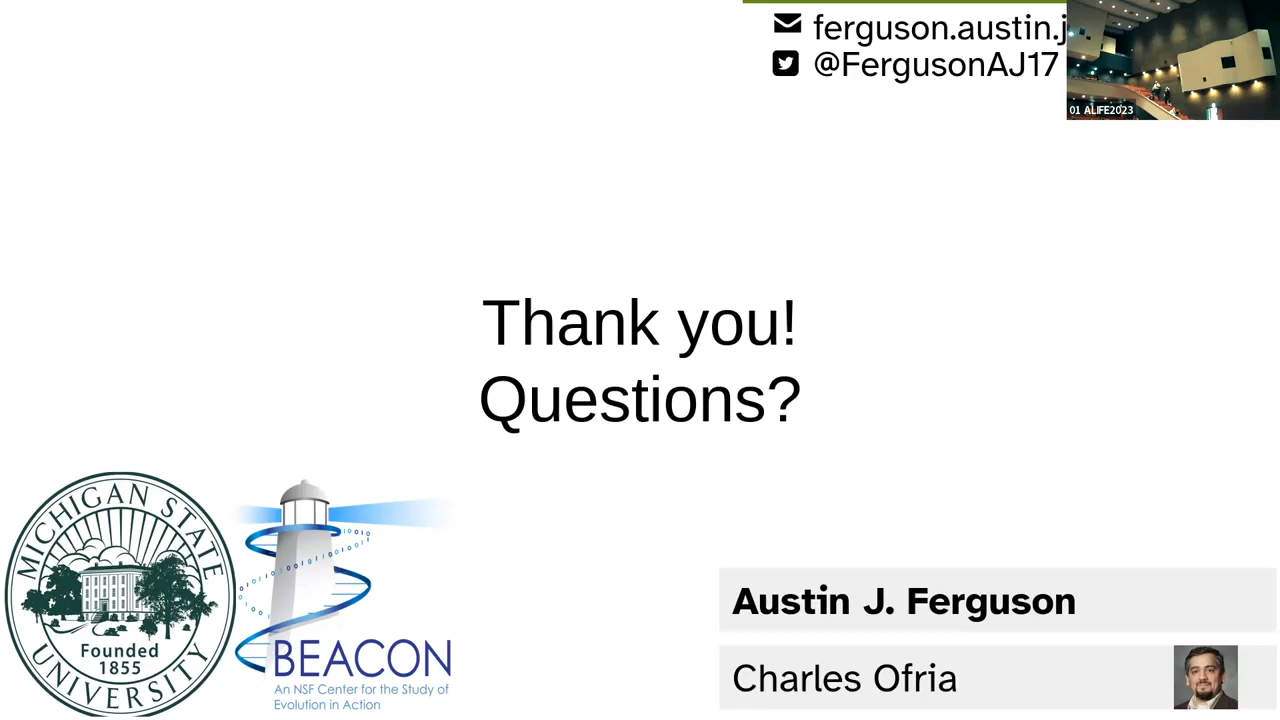 ferguson.austin.j
@FergusonAJ17
01 ALIFE2023
Thank you!
Questions?
MICHIGAN STATE
UNIVERSITY
Founded
1855
BEACON
An NSF Center for the Study of
Evolution in Action
Austin J. Ferguson
Charles Ofria